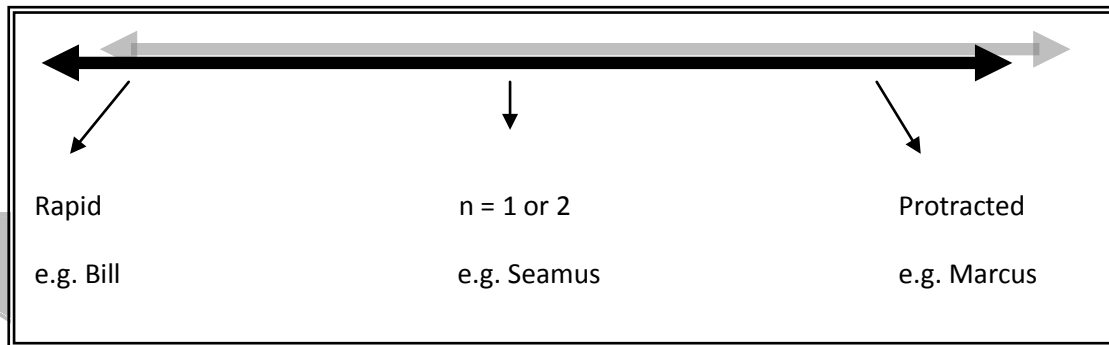 Rapid n = 1 or 2 Protracted
e.g. Bill e.g. Seamus e.g. Marcus